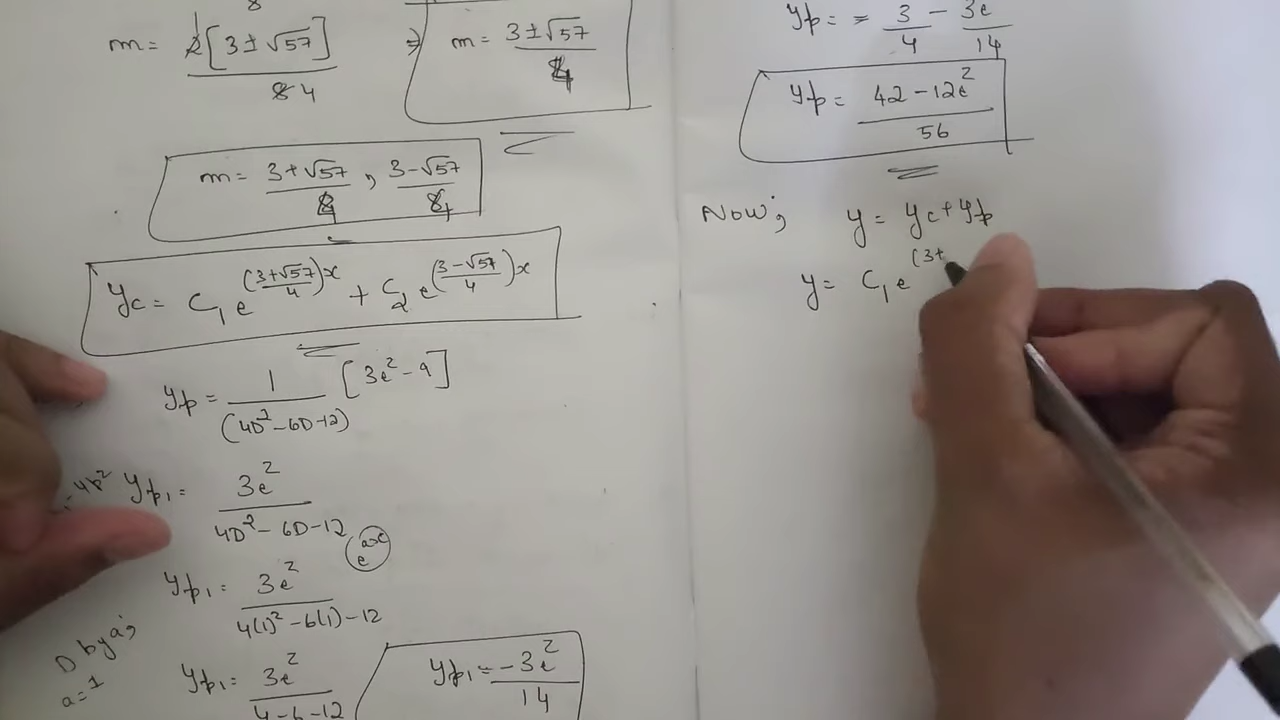 8
m = 2[3 ± √57] / 8 4 ⇒ m = 3 ± √57 / 4
m = 3 + √57 / 4 , 3 - √57 / 4
yc = C₁ e^((3+√57)/4)x + C₂ e^((3-√57)/4)x
yp = 1 / (4D² - 6D - 12) [3e² - 9]
yp₁ = 3e² / 4D² - 6D - 12
e^ax
yp₁ = 3e² / 4(1)² - 6(1) - 12
D by a;
a = 1
yp₁ = 3e² / 4 - 6 - 12
yp₁ = -3e² / 14
yp = = 3/4 - 3e/14
yp = 42 - 12e² / 56
Now; y = yc + yp
y = C₁ e^(3+